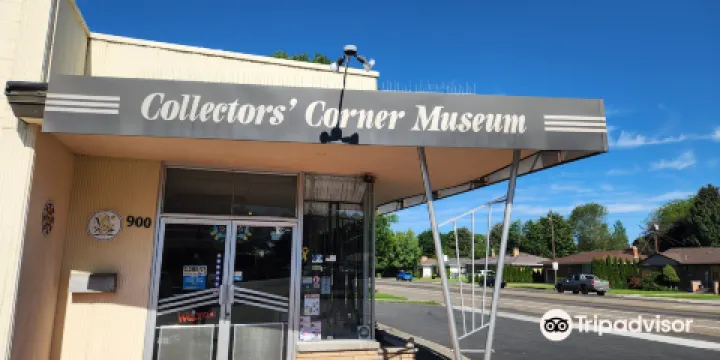 Collectors' Corner Museum
900
Tripadvisor